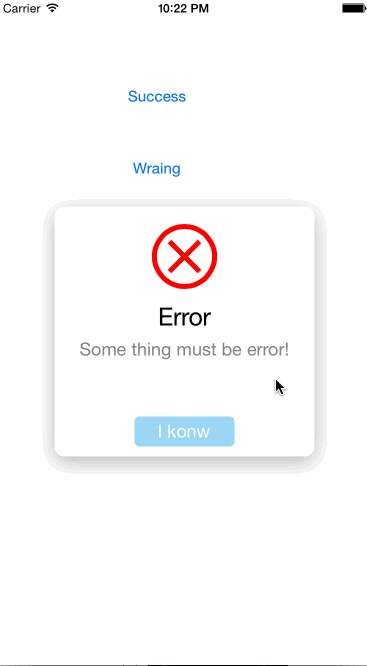 Carrier 10:22 PM
Success
Wraing
Error
Some thing must be error!
I konw